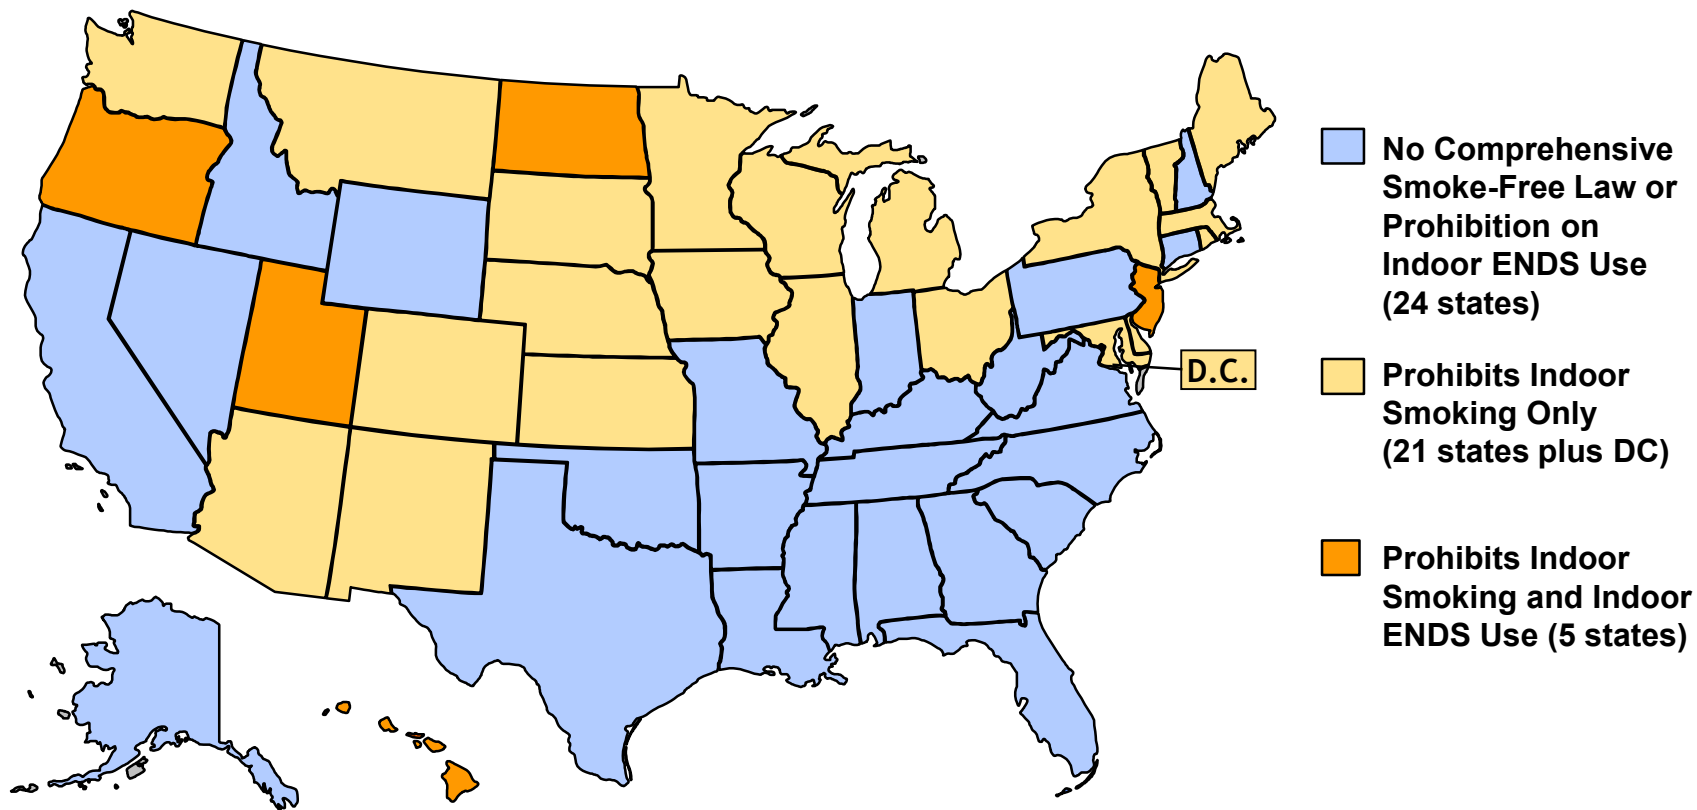 No Comprehensive
Smoke-Free Law or
Prohibition on
Indoor ENDS Use
(24 states)
D.C.
Prohibits Indoor
Smoking Only
(21 states plus DC)
Prohibits Indoor
Smoking and Indoor
ENDS Use (5 states)